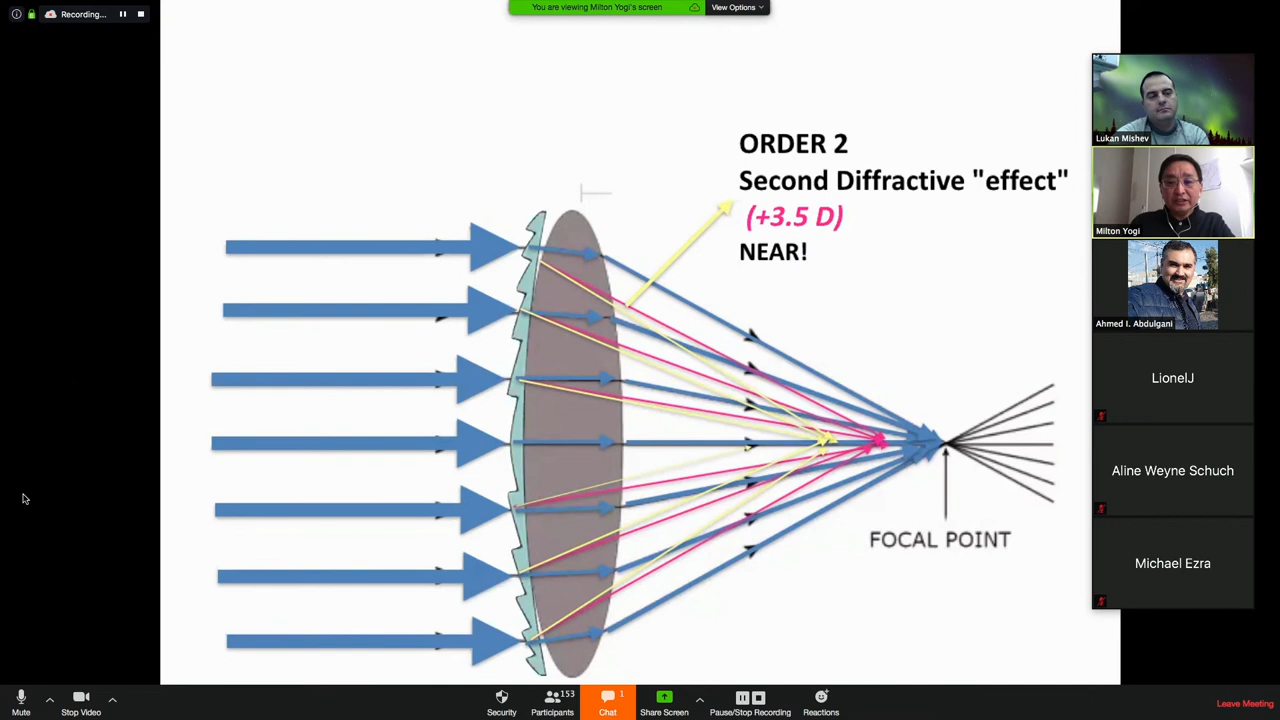 Recording...
You are viewing Milton Yogi's screen
View Options
ORDER 2
Second Diffractive "effect"
(+3.5 D)
NEAR!
FOCAL POINT
Lukan Mishev
Milton Yogi
Ahmed I. Abdulgani
LionelJ
Aline Weyne Schuch
Michael Ezra
Mute
Stop Video
Security
153
Participants
1
Chat
Share Screen
Pause/Stop Recording
Reactions
Leave Meeting